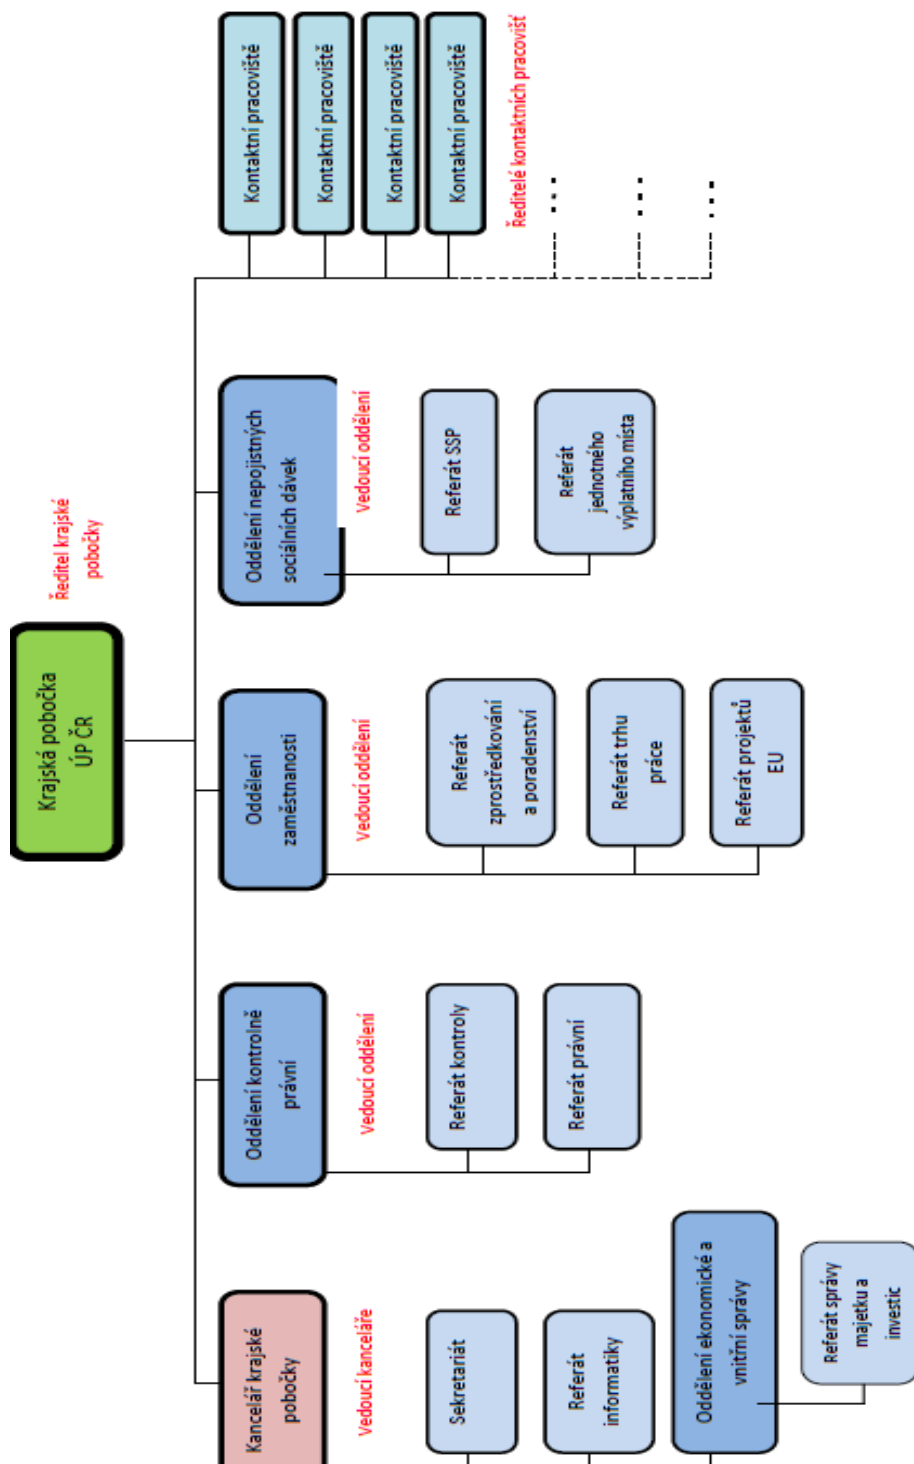 Krajská pobočka
ÚP ČR
Ředitel krajské
pobočky
Kancelář krajské
pobočky
Vedoucí kanceláře
Sekretariát
Referát
informatiky
Oddělení ekonomické a
vnitřní správy
Referát správy
majetku a
investic
Oddělení kontrolně
právní
Vedoucí oddělení
Referát kontroly
Referát právní
Oddělení
zaměstnanosti
Vedoucí oddělení
Referát
zprostředkování
a poradenství
Referát trhu
práce
Referát projektů
EU
Oddělení nepojistných
sociálních dávek
Vedoucí oddělení
Referát SSP
Referát
jednotného
výplatního místa
Kontaktní pracoviště
Kontaktní pracoviště
Kontaktní pracoviště
Kontaktní pracoviště
Ředitelé kontaktních pracovišť
...
...
...